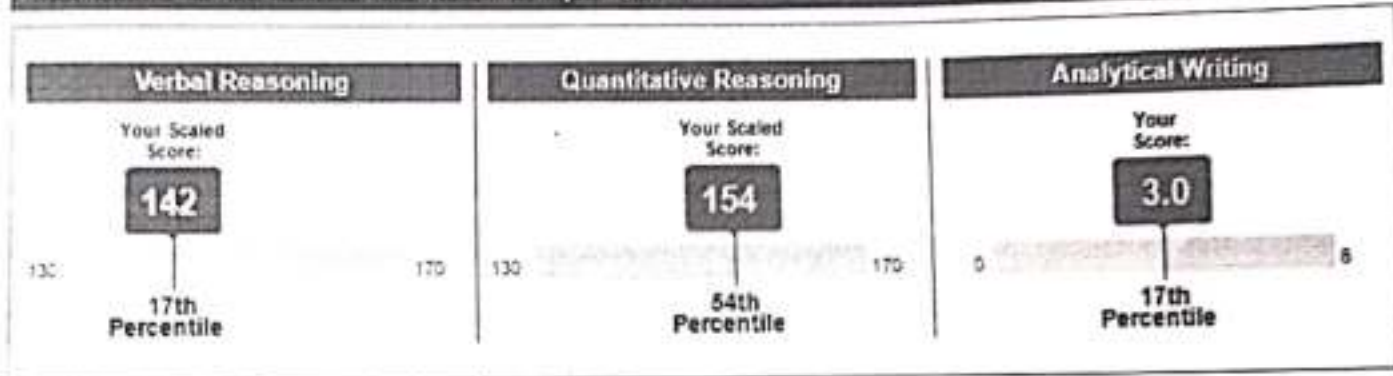 Verbal Reasoning
Your Scaled
Score:
142
130
170
17th
Percentile
Quantitative Reasoning
Your Scaled
Score:
154
130
170
54th
Percentile
Analytical Writing
Your
Score:
3.0
0
6
17th
Percentile